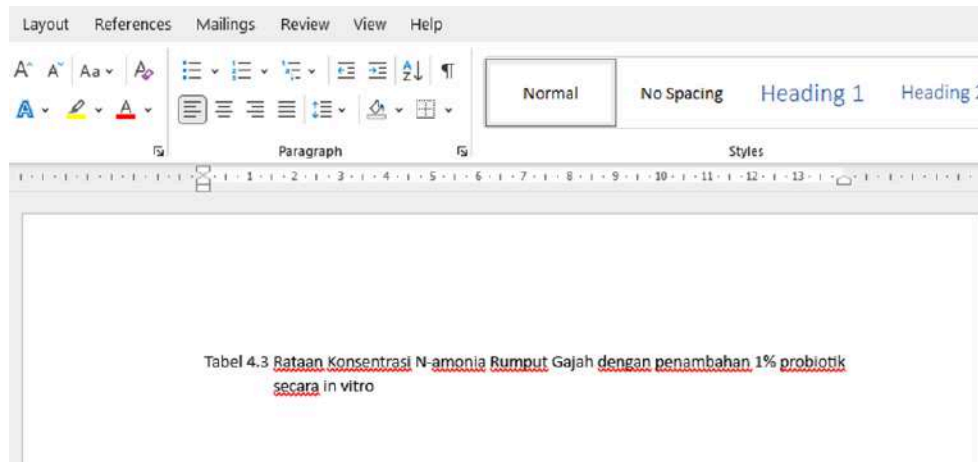 Layout References Mailings Review View Help
A A Aa A
A A
Normal No Spacing Heading 1 Heading 2
Paragraph Styles
1 2 3 4 5 6 7 8 9 10 11 12 13
Tabel 4.3 Rataan Konsentrasi N-amonia Rumput Gajah dengan penambahan 1% probiotik
secara in vitro